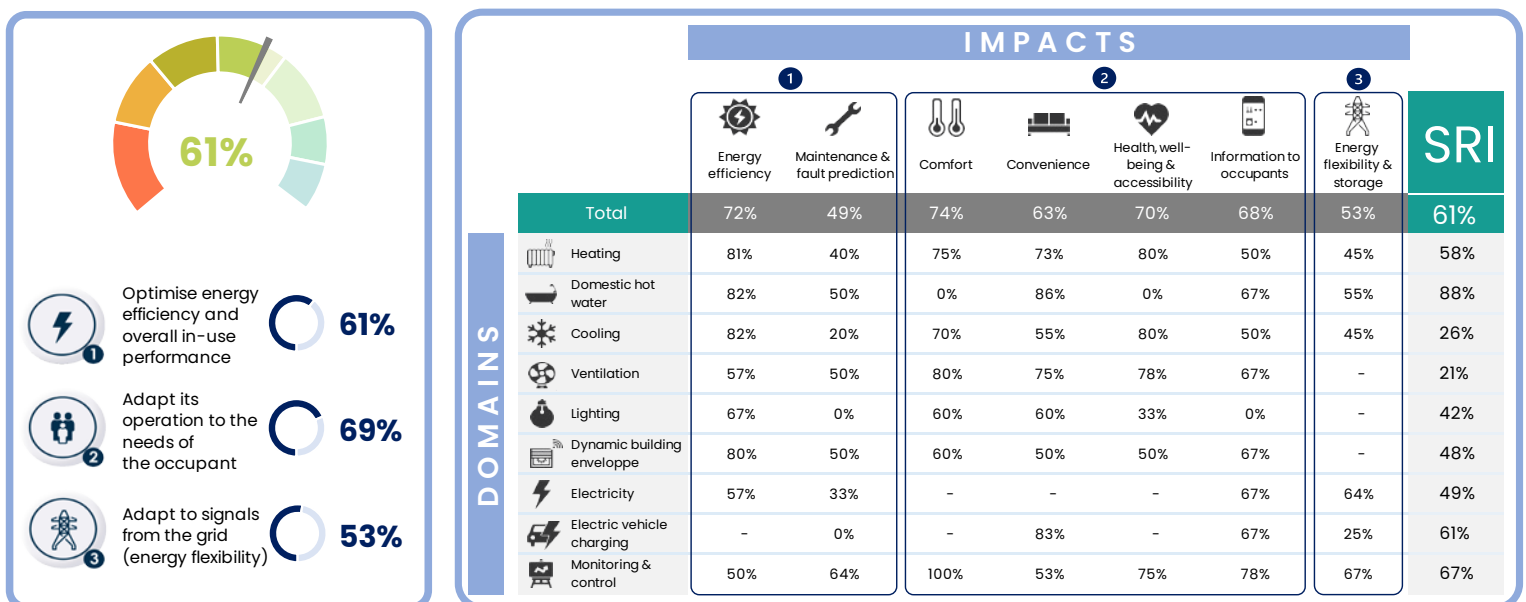 61%
Optimise energy
efficiency and
overall in-use
performance
1
61%
Adapt its
operation to the
needs of
the occupant
2
69%
Adapt to signals
from the grid
(energy flexibility)
3
53%
IMPACTS
1 2 3
Energy
efficiency
Maintenance &
fault prediction
Comfort
Convenience
Health, well-
being &
accessibility
Information to
occupants
Energy
flexibility &
storage
SRI
Total 72% 49% 74% 63% 70% 68% 53% 61%
DOMAINS
Heating 81% 40% 75% 73% 80% 50% 45% 58%
Domestic hot
water
82% 50% 0% 86% 0% 67% 55% 88%
Cooling 82% 20% 70% 55% 80% 50% 45% 26%
Ventilation 57% 50% 80% 75% 78% 67% - 21%
Lighting 67% 0% 60% 60% 33% 0% - 42%
Dynamic building
enveloppe
80% 50% 60% 50% 50% 67% - 48%
Electricity 57% 33% - - - 67% 64% 49%
Electric vehicle
charging
- 0% - 83% - 67% 25% 61%
Monitoring &
control
50% 64% 100% 53% 75% 78% 67% 67%